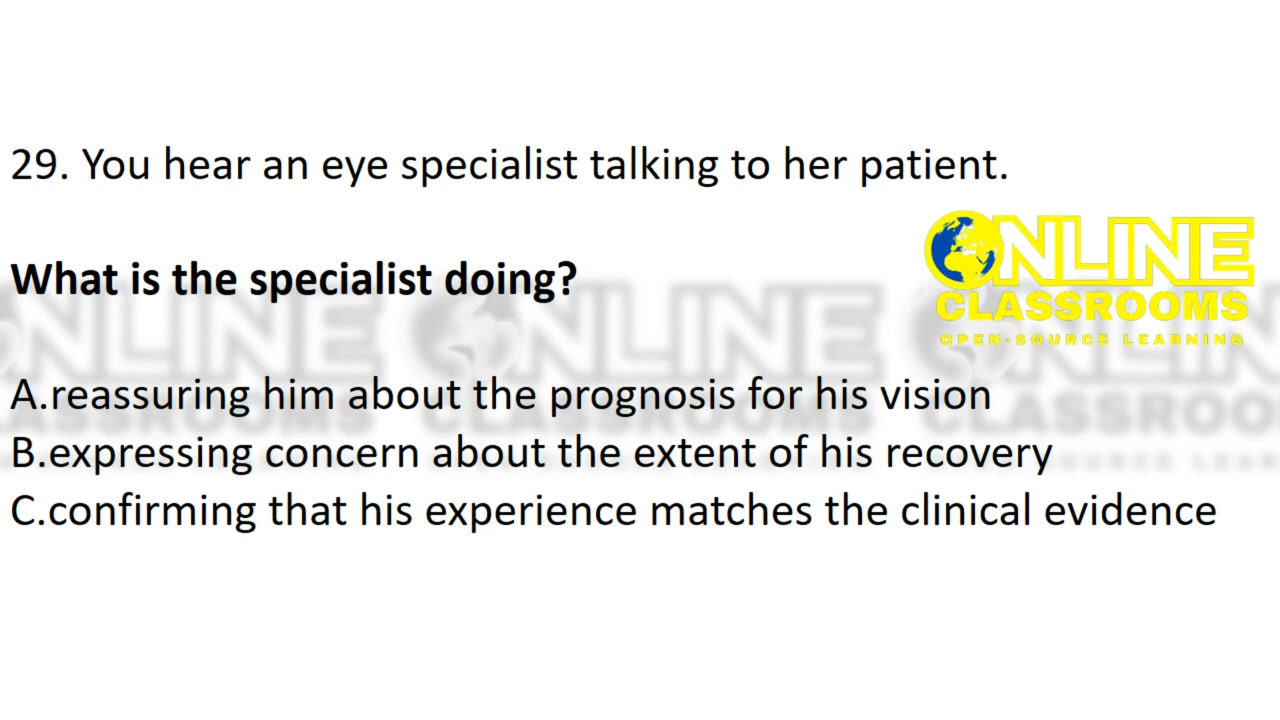 29. You hear an eye specialist talking to her patient.
ONLINE
CLASSROOMS
OPEN-SOURCE LEARNING
What is the specialist doing?
A.reassuring him about the prognosis for his vision
B.expressing concern about the extent of his recovery
C.confirming that his experience matches the clinical evidence